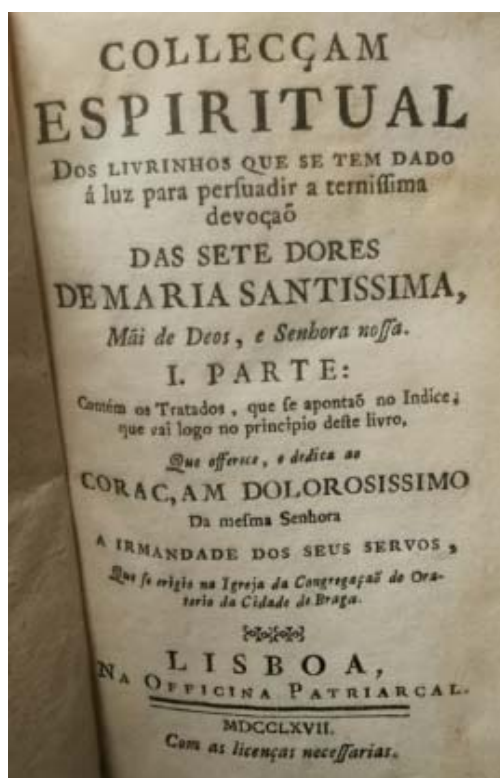 COLLECÇAM
ESPIRITUAL
DOS LIVRINHOS QUE SE TEM DADO
á luz para perſuadir a terniſſima
devoçaõ
DAS SETE DORES
DE MARIA SANTISSIMA,
Mãi de Deos, e Senhora noſſa.
I. PARTE:
Contém os Tratados, que ſe apontaõ no Indice,
que vai logo no principio deſte livro,
Que offerece, e dedica ao
CORAC,AM DOLOROSISSIMO
Da meſma Senhora
A IRMANDADE DOS SEUS SERVOS,
Que ſe erigio na Igreja da Congregaçaõ do Ora-
torio da Cidade de Braga.
LISBOA,
NA OFFICINA PATRIARCAL.
MDCCLXVII.
Com as licenças neceſſarias.